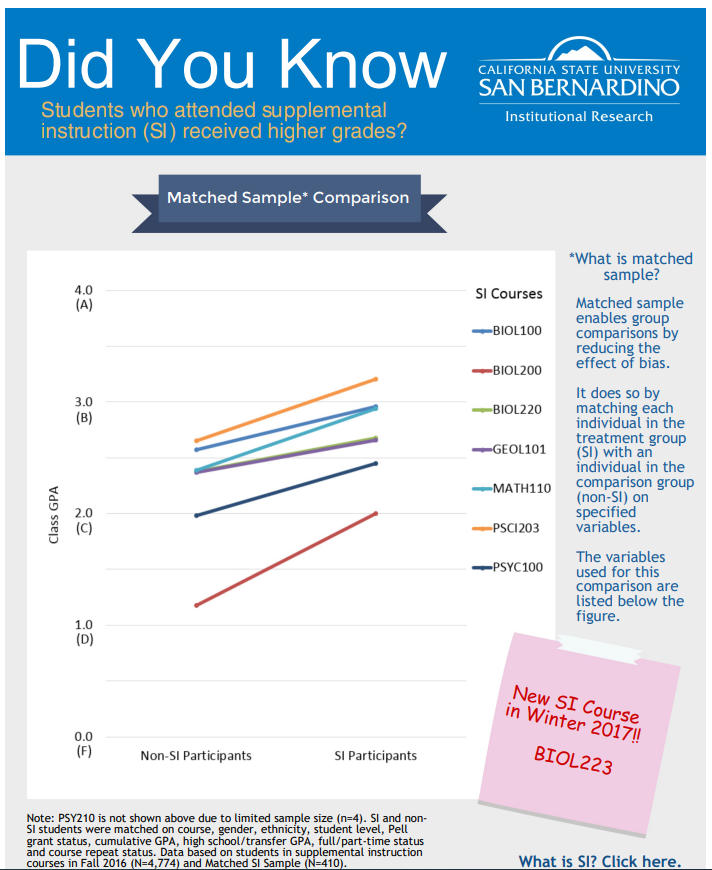 Did You Know
Students who attended supplemental
instruction (SI) received higher grades?
CALIFORNIA STATE UNIVERSITY
SAN BERNARDINO
Institutional Research
Matched Sample* Comparison
4.0
(A)
3.0
(B)
2.0
(C)
1.0
(D)
0.0
(F)
Class GPA
Non-SI Participants
SI Participants
SI Courses
BIOL100
BIOL200
BIOL220
GEOL101
MATH110
PSCI203
PSYC100
*What is matched
sample?
Matched sample
enables group
comparisons by
reducing the
effect of bias.
It does so by
matching each
individual in the
treatment group
(SI) with an
individual in the
comparison group
(non-SI) on
specified
variables.
The variables
used for this
comparison are
listed below the
figure.
New SI Course
in Winter 2017!!
BIOL223
Note: PSY210 is not shown above due to limited sample size (n=4). SI and non-
SI students were matched on course, gender, ethnicity, student level, Pell
grant status, cumulative GPA, high school/transfer GPA, full/part-time status
and course repeat status. Data based on students in supplemental instruction
courses in Fall 2016 (N=4,774) and Matched SI Sample (N=410).
What is SI? Click here.